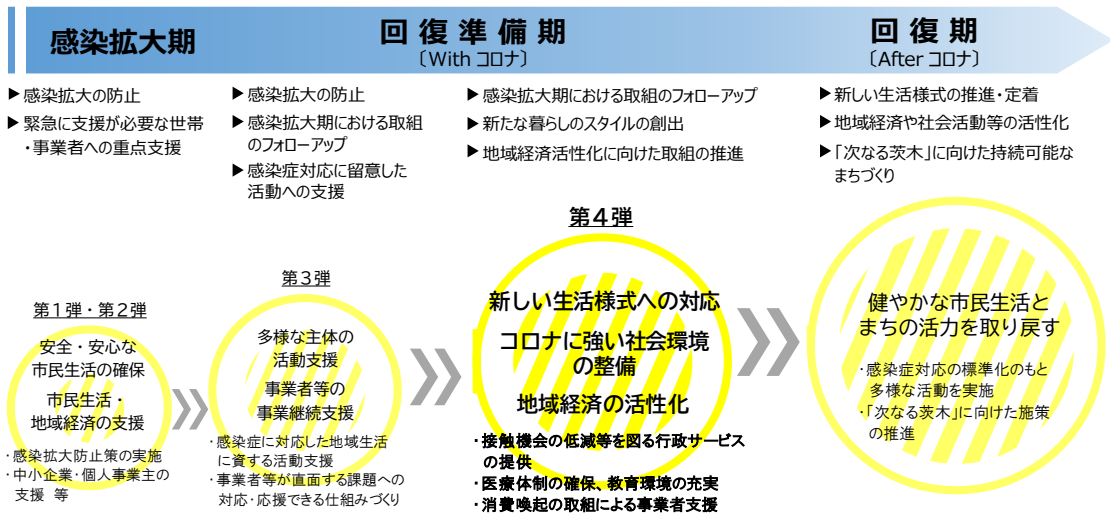 感染拡大期
回復準備期
〔With コロナ〕
回復期
〔After コロナ〕
▶感染拡大の防止
▶緊急に支援が必要な世帯
・事業者への重点支援
▶感染拡大の防止
▶感染拡大期における取組
のフォローアップ
▶感染症対応に留意した
活動への支援
▶感染拡大期における取組のフォローアップ
▶新たな暮らしのスタイルの創出
▶地域経済活性化に向けた取組の推進
▶新しい生活様式の推進・定着
▶地域経済や社会活動等の活性化
▶「次なる茨木」に向けた持続可能な
まちづくり
第1弾・第2弾
安全・安心な
市民生活の確保
市民生活・
地域経済の支援
・感染拡大防止策の実施
・中小企業・個人事業主の
支援 等
第3弾
多様な主体の
活動支援
事業者等の
事業継続支援
・感染症に対応した地域生活
に資する活動支援
・事業者等が直面する課題への
対応・応援できる仕組みづくり
第4弾
新しい生活様式への対応
コロナに強い社会環境
の整備
地域経済の活性化
・接触機会の低減等を図る行政サービス
の提供
・医療体制の確保、教育環境の充実
・消費喚起の取組による事業者支援
健やかな市民生活と
まちの活力を取り戻す
・感染症対応の標準化のもと
多様な活動を実施
・「次なる茨木」に向けた施策
の推進